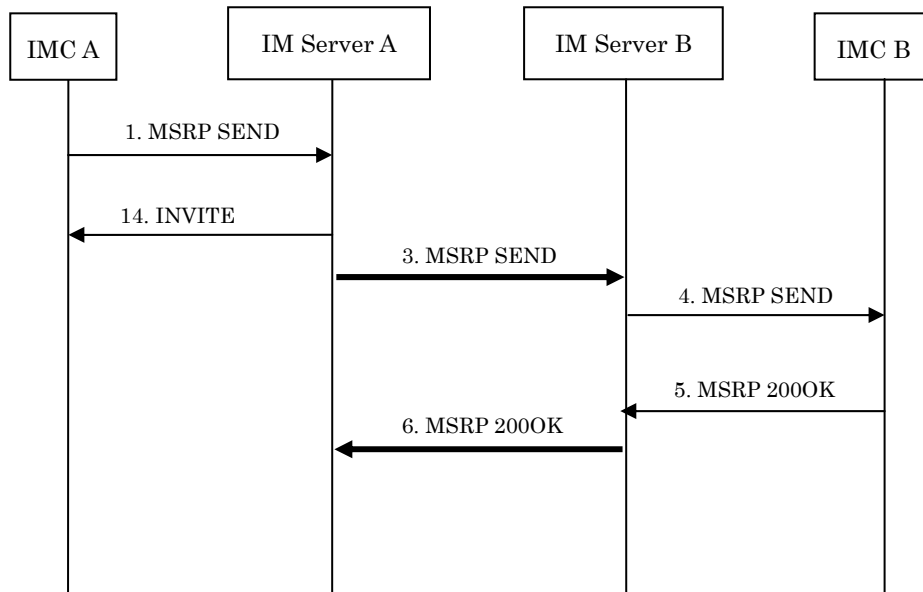 IMC A
IM Server A
IM Server B
IMC B
1. MSRP SEND
14. INVITE
3. MSRP SEND
4. MSRP SEND
5. MSRP 200OK
6. MSRP 200OK